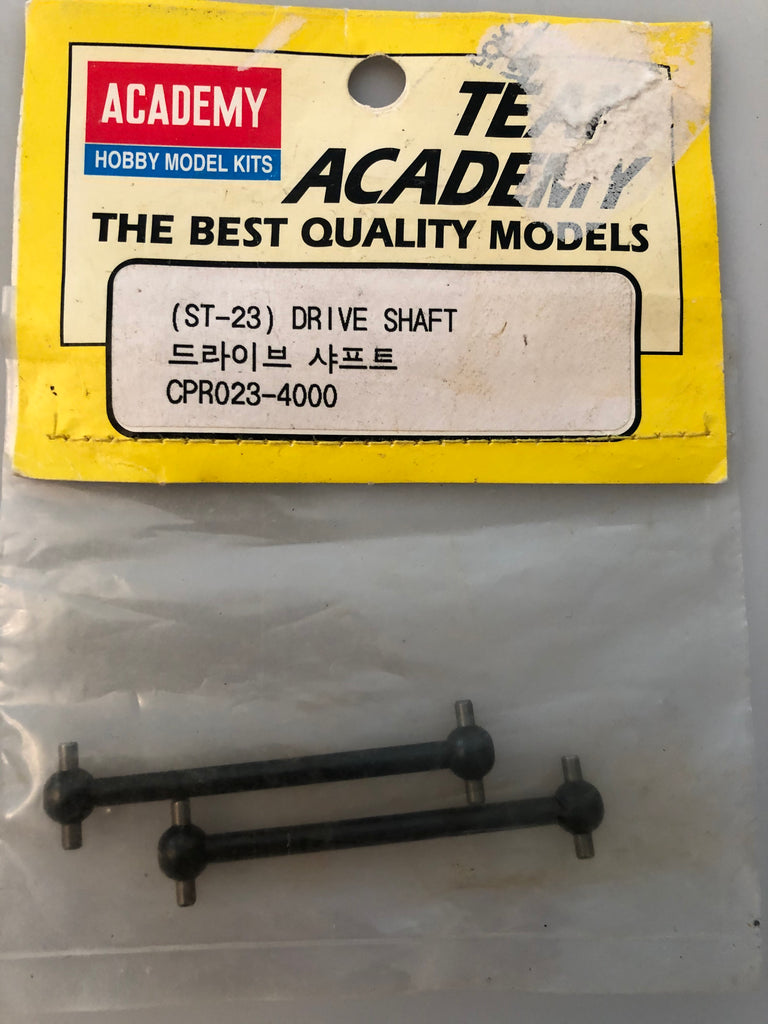 ACADEMY
HOBBY MODEL KITS
ACADEMY
THE BEST QUALITY MODELS
(ST-23) DRIVE SHAFT
드라이브 샤프트
CPR023-4000